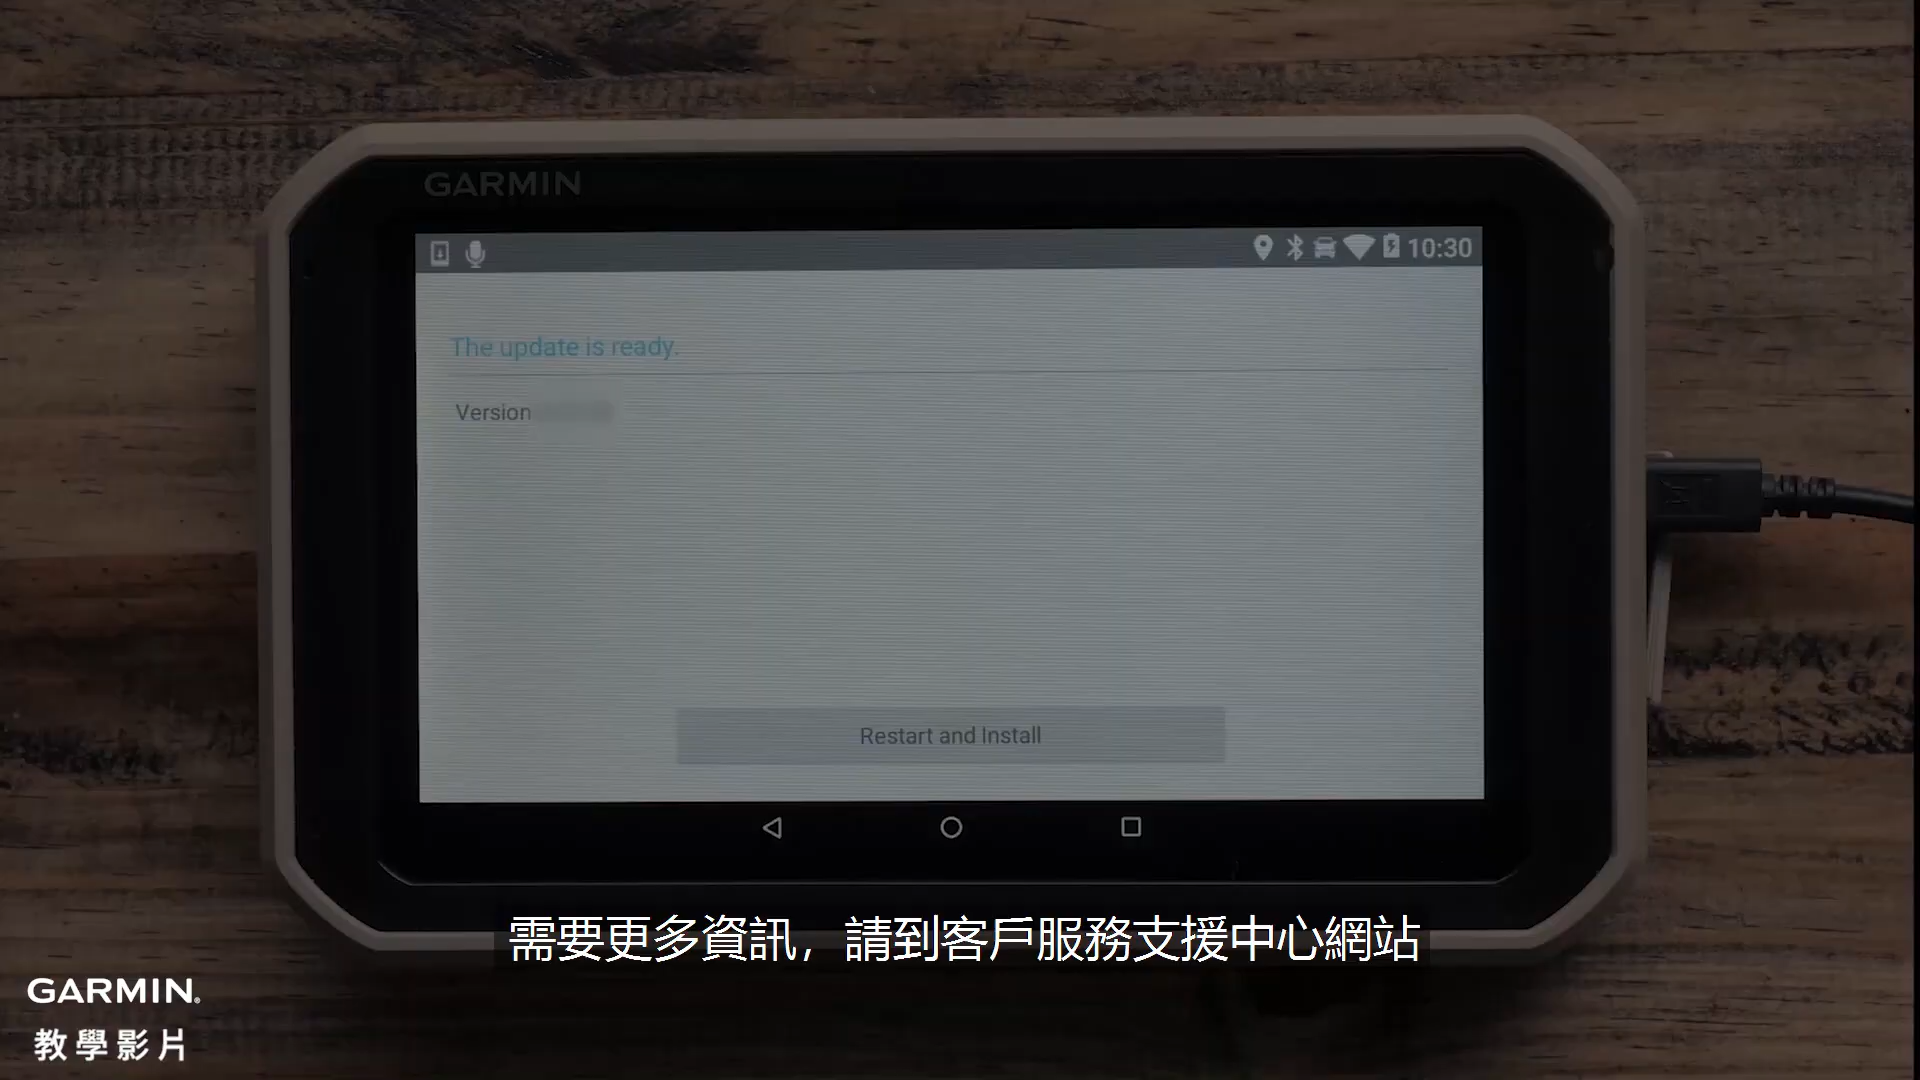 GARMIN
10:30
The update is ready.
Version
Restart and Install
需要更多資訊，請到客戶服務支援中心網站
GARMIN®
教學影片